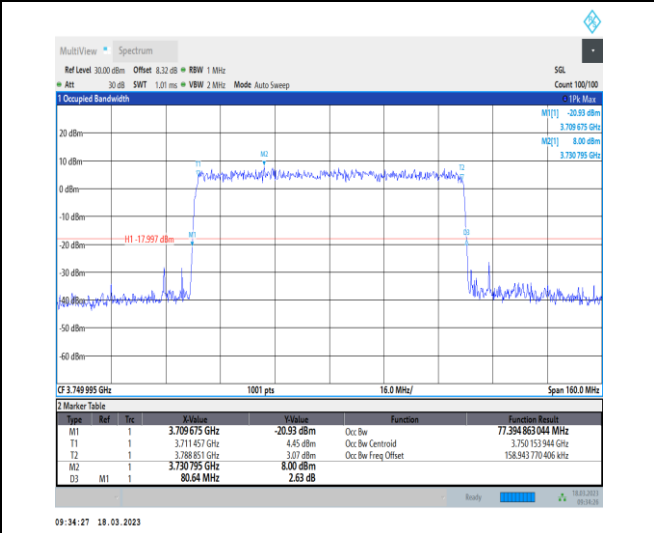 MultiView Spectrum
Ref Level 30.00 dBm Offset 8.32 dB RBW 1 MHz SGL
Att 30 dB SWT 1.01 ms VBW 2 MHz Mode Auto Sweep Count 100/100
1 Occupied Bandwidth 1Pk Max
M1[1] -20.93 dBm
3.709 675 GHz
M2[1] 8.00 dBm
3.730 795 GHz
20 dBm
10 dBm
0 dBm
-10 dBm
-20 dBm
-30 dBm
-40 dBm
-50 dBm
-60 dBm
T1
M2
T2
H1 -17.997 dBm
M1
D3
CF 3.749 995 GHz 1001 pts 16.0 MHz/ Span 160.0 MHz
2 Marker Table
Type Ref Trc X-Value Y-Value Function Function Result
M1 1 3.709 675 GHz -20.93 dBm Occ Bw 77.394 863 044 MHz
T1 1 3.711 457 GHz 4.45 dBm Occ Bw Centroid 3.750 153 944 GHz
T2 1 3.788 851 GHz 3.07 dBm Occ Bw Freq Offset 158.943 770 406 kHz
M2 1 3.730 795 GHz 8.00 dBm
D3 M1 1 80.64 MHz 2.63 dB
Ready 18.03.2023
09:34:26
09:34:27 18.03.2023